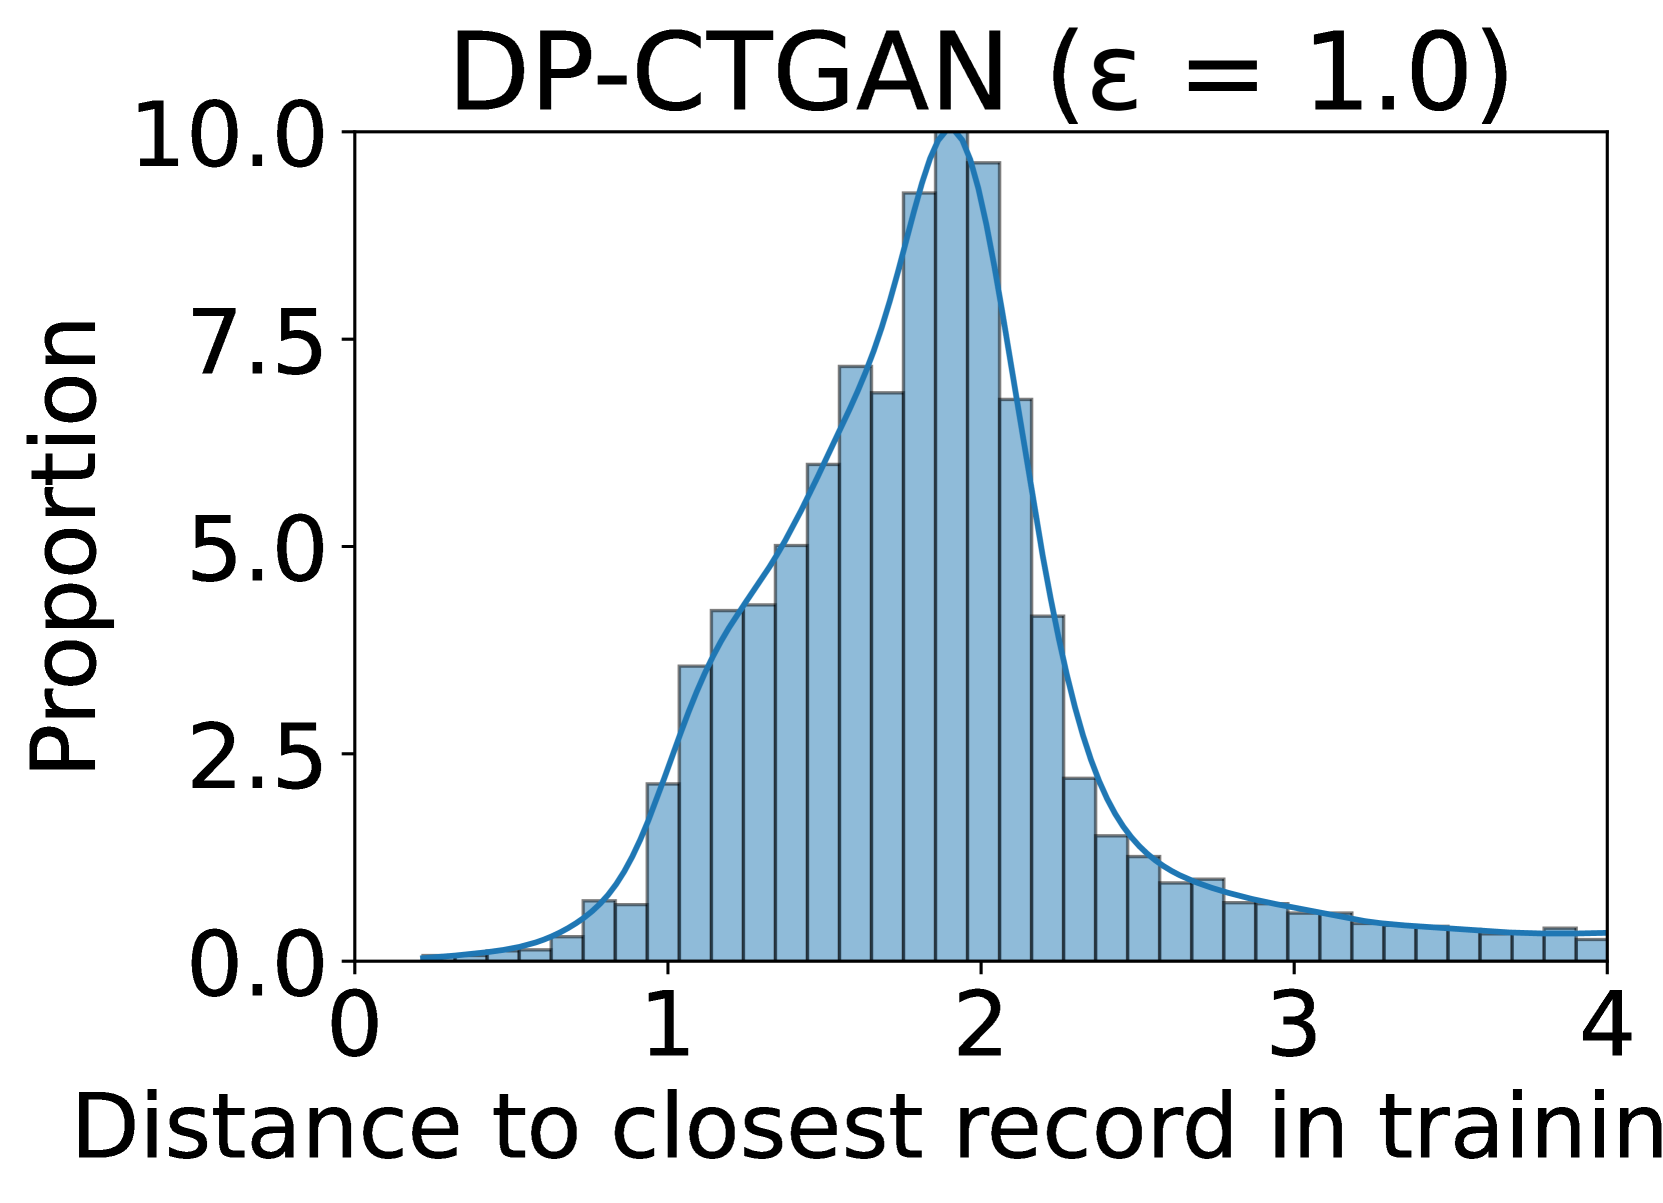 DP-CTGAN (ε = 1.0)
10.0
7.5
5.0
2.5
0.0
Proportion
0 1 2 3 4
Distance to closest record in trainin